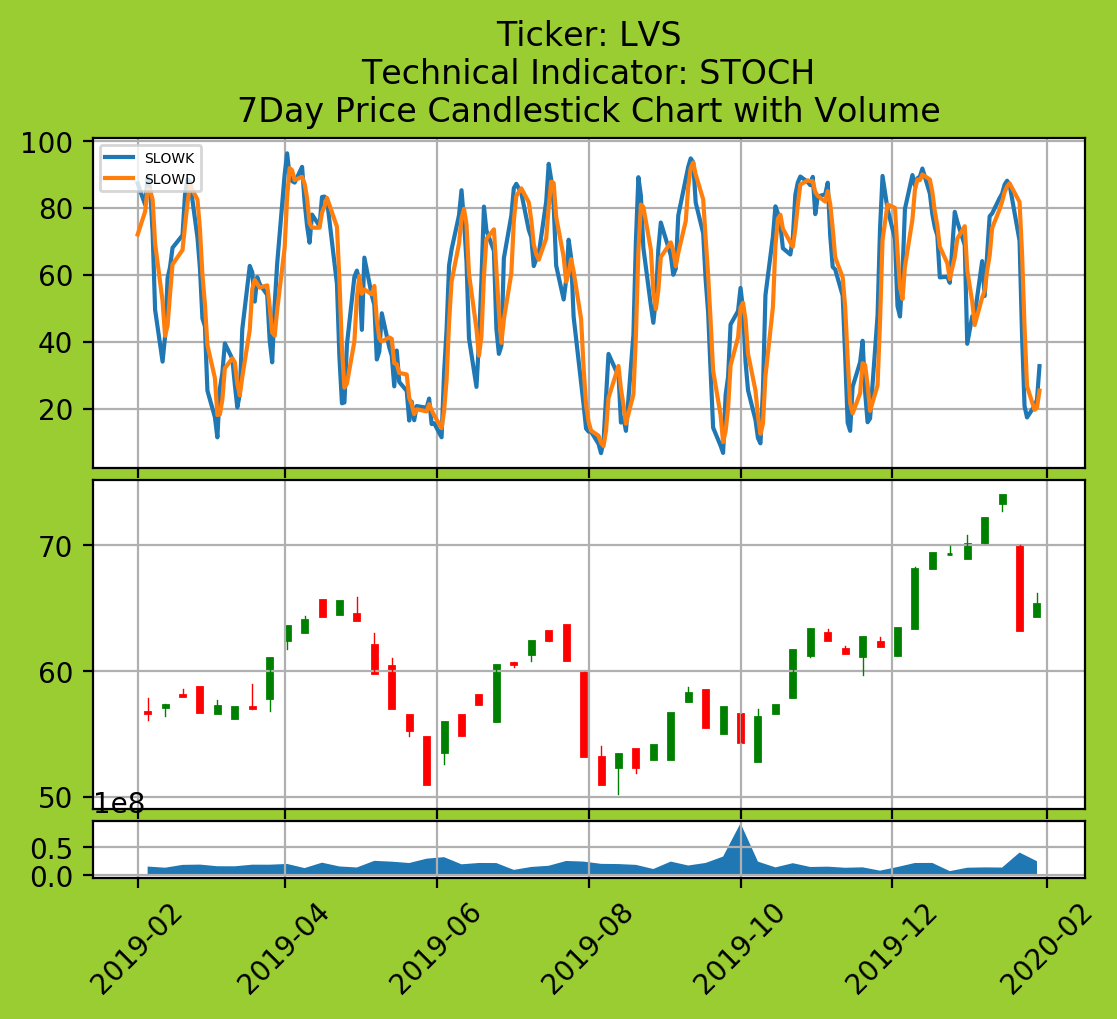 Ticker: LVS
Technical Indicator: STOCH
7Day Price Candlestick Chart with Volume
100
80
60
40
20
SLOWK
SLOWD
70
60
50
1e8
0.5
0.0
2019-02
2019-04
2019-06
2019-08
2019-10
2019-12
2020-02